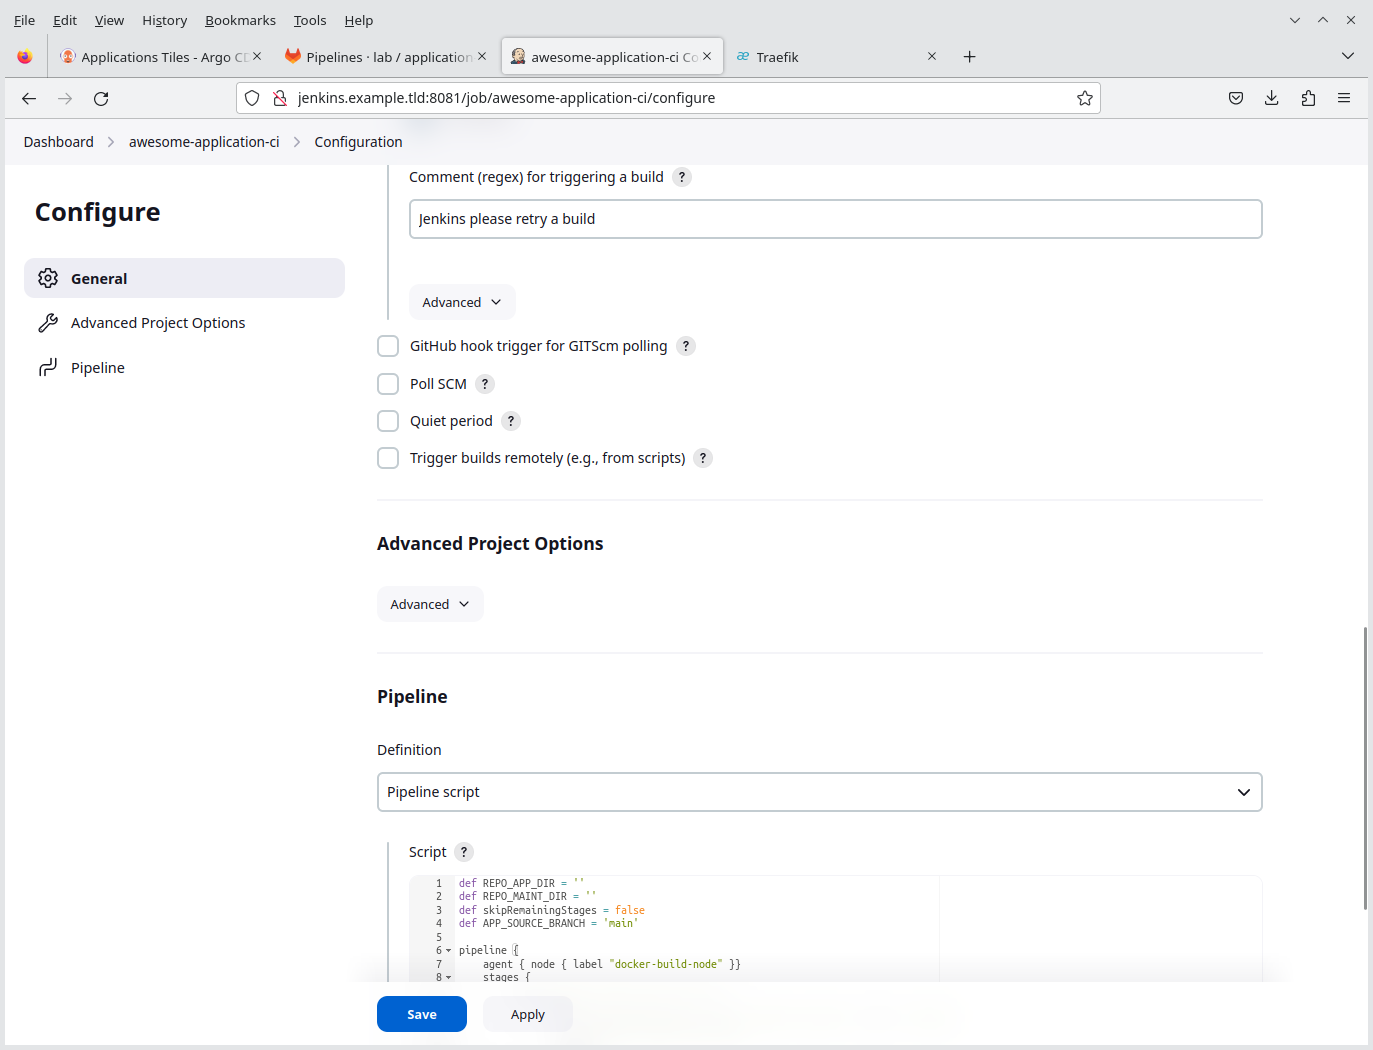 File Edit View History Bookmarks Tools Help
Applications Tiles - Argo CD
Pipelines · lab / application
awesome-application-ci Co
Traefik
jenkins.example.tld:8081/job/awesome-application-ci/configure
Dashboard awesome-application-ci Configuration
Configure
General
Advanced Project Options
Pipeline
Comment (regex) for triggering a build ?
Jenkins please retry a build
Advanced
GitHub hook trigger for GITScm polling ?
Poll SCM ?
Quiet period ?
Trigger builds remotely (e.g., from scripts) ?
Advanced Project Options
Advanced
Pipeline
Definition
Pipeline script
Script ?
1 def REPO_APP_DIR = ''
2 def REPO_MAINT_DIR = ''
3 def skipRemainingStages = false
4 def APP_SOURCE_BRANCH = 'main'
5
6 pipeline {
7 agent { node { label "docker-build-node" }}
8 stages {
Save Apply